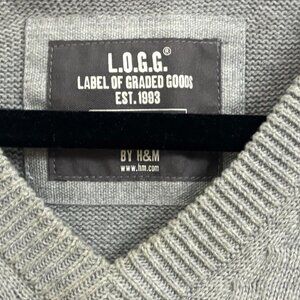 L.O.G.G.®
LABEL OF GRADED GOODS
EST. 1983
BY H&M
www.hm.com